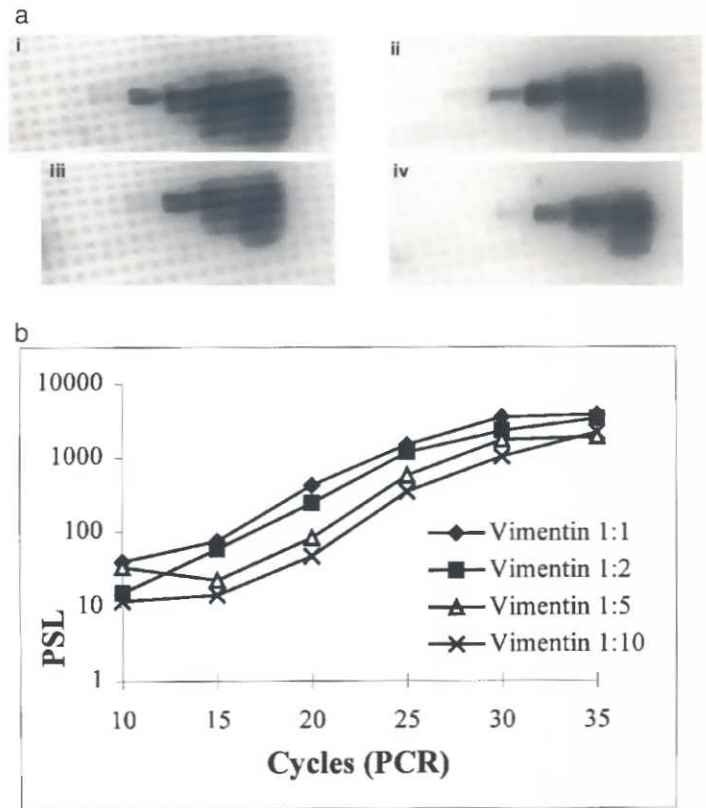 a
i
ii
iii
iv
b
10000
1000
100
10
1
PSL
10 15 20 25 30 35
Cycles (PCR)
Vimentin 1:1
Vimentin 1:2
Vimentin 1:5
Vimentin 1:10